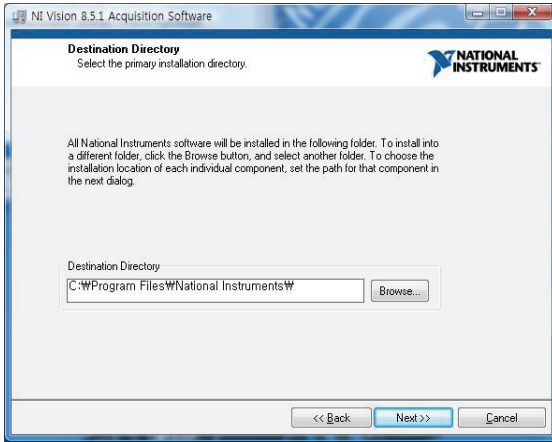 NI Vision 8.5.1 Acquisition Software
Destination Directory
Select the primary installation directory.
NATIONAL
INSTRUMENTS
All National Instruments software will be installed in the following folder. To install into
a different folder, click the Browse button, and select another folder. To choose the
installation location of each individual component, set the path for that component in
the next dialog.
Destination Directory
C:₩Program Files₩National Instruments₩
Browse...
<< Back
Next >>
Cancel